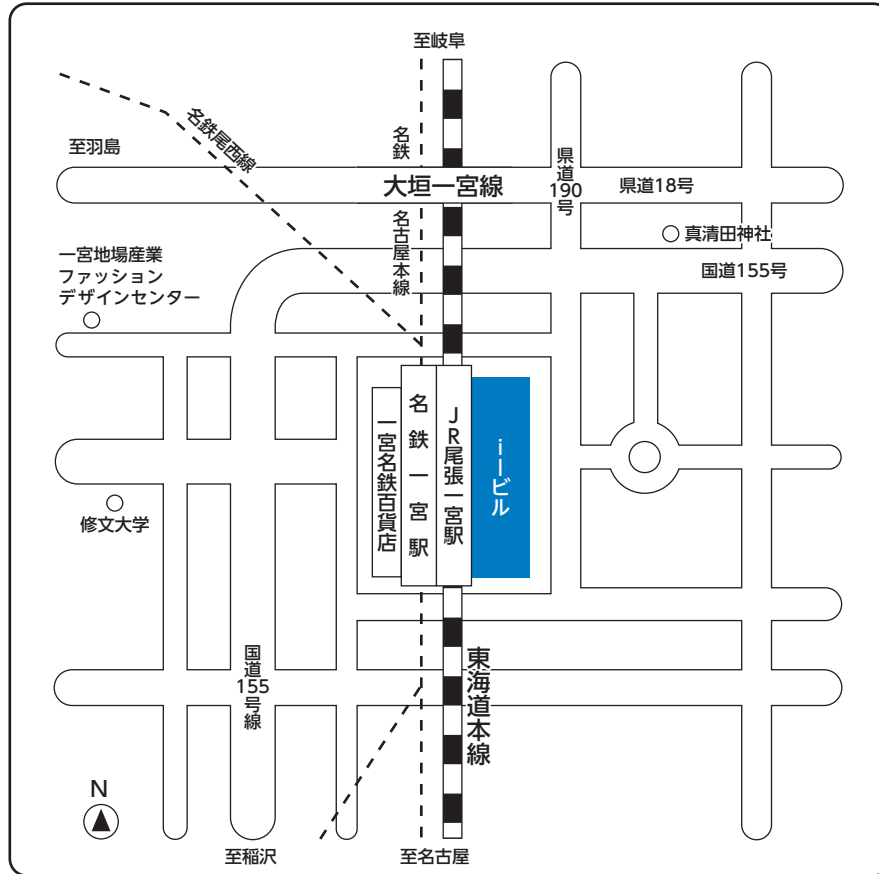 至岐阜
名鉄尾西線
至羽島
名鉄
名古屋本線
大垣一宮線
県道190号
県道18号
真清田神社
国道155号
一宮地場産業
ファッション
デザインセンター
一宮名鉄百貨店
名鉄一宮駅
JR尾張一宮駅
iービル
修文大学
国道155号線
東海道本線
N
至稲沢
至名古屋